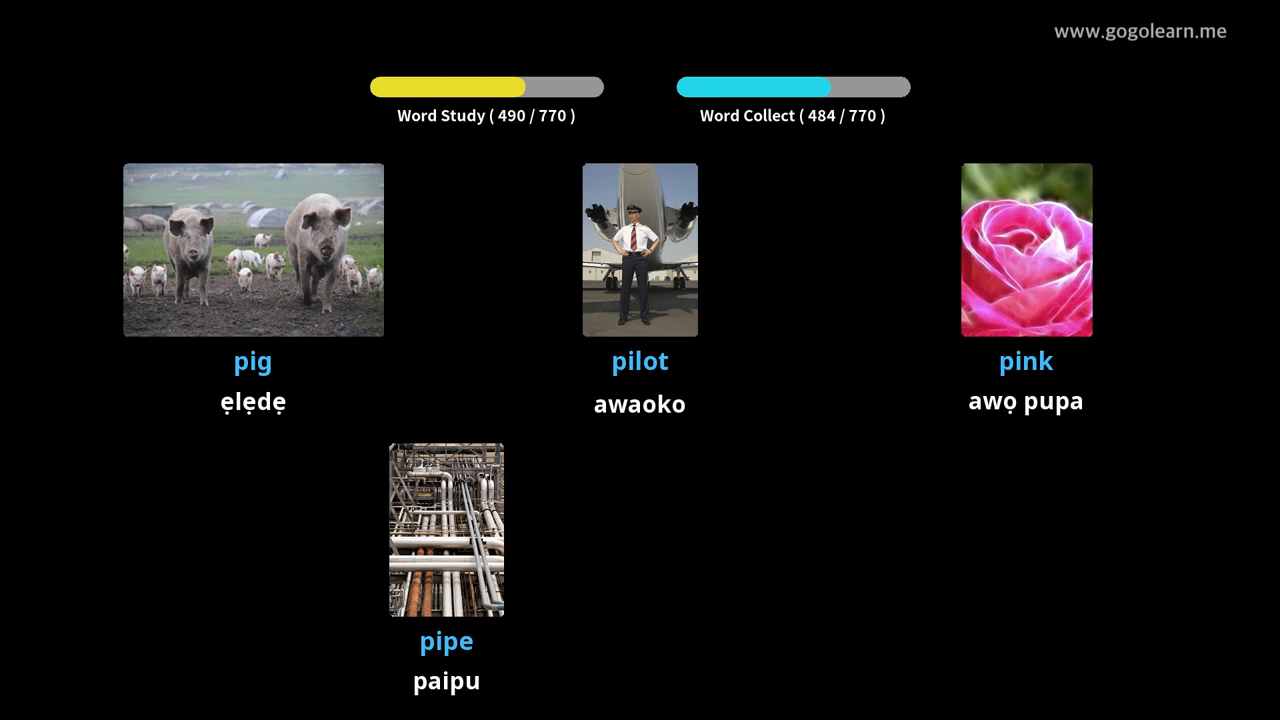 www.gogolearn.me
Word Study ( 490 / 770 )
Word Collect ( 484 / 770 )
pig
ẹlẹdẹ
pilot
awaoko
pink
awọ pupa
pipe
paipu